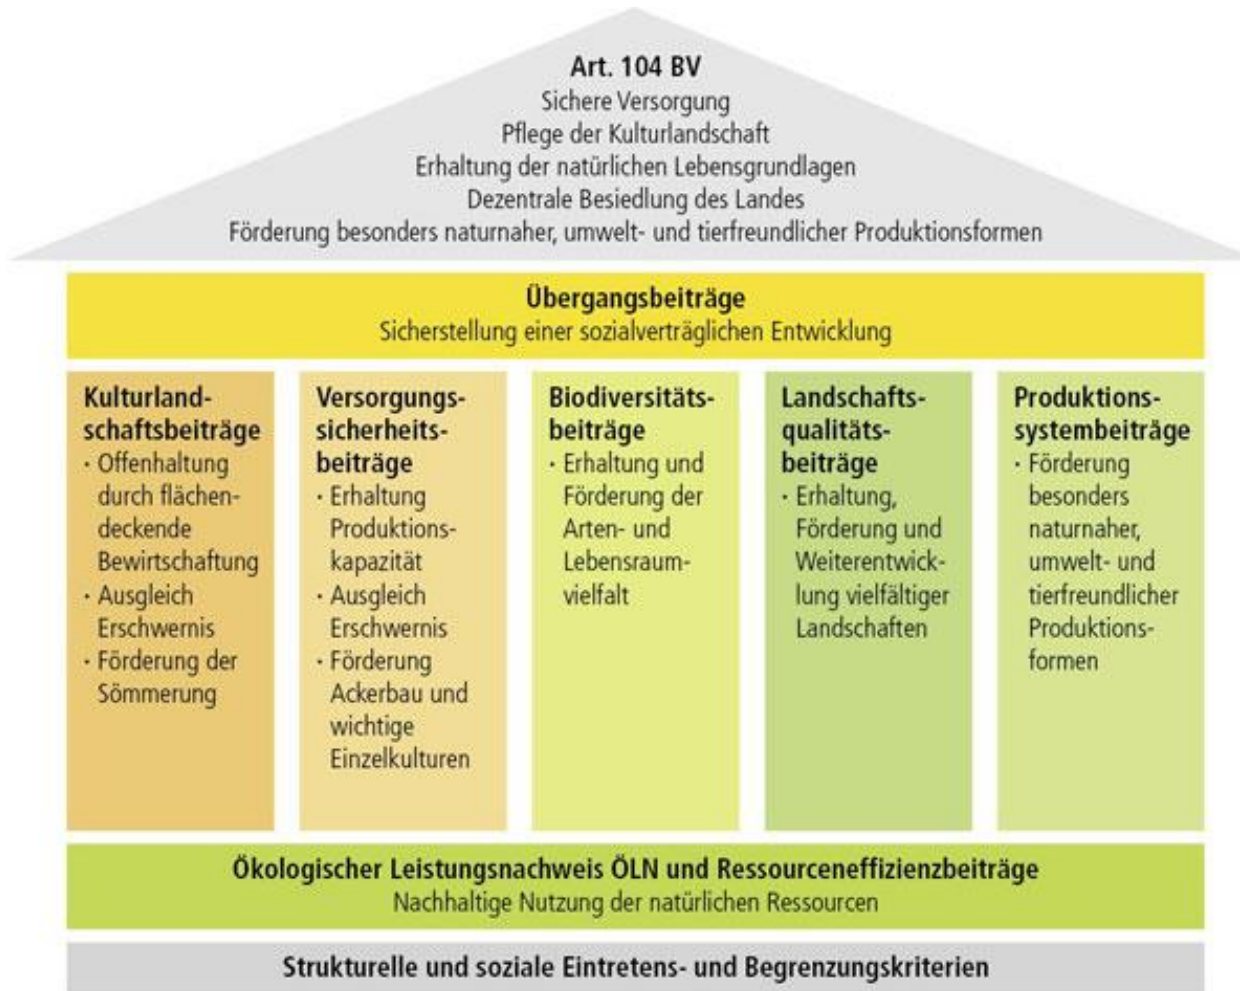 Art. 104 BV
Sichere Versorgung
Pflege der Kulturlandschaft
Erhaltung der natürlichen Lebensgrundlagen
Dezentrale Besiedlung des Landes
Förderung besonders naturnaher, umwelt- und tierfreundlicher Produktionsformen
Übergangsbeiträge
Sicherstellung einer sozialverträglichen Entwicklung
Kulturland-
schaftsbeiträge
· Offenhaltung
durch flächen-
deckende
Bewirtschaftung
· Ausgleich
Erschwernis
· Förderung der
Sömmerung
Versorgungs-
sicherheits-
beiträge
· Erhaltung
Produktions-
kapazität
· Ausgleich
Erschwernis
· Förderung
Ackerbau und
wichtige
Einzelkulturen
Biodiversitäts-
beiträge
· Erhaltung und
Förderung der
Arten- und
Lebensraum-
vielfalt
Landschafts-
qualitäts-
beiträge
· Erhaltung,
Förderung und
Weiterentwick-
lung vielfältiger
Landschaften
Produktions-
systembeiträge
· Förderung
besonders
naturnaher,
umwelt- und
tierfreundlicher
Produktions-
formen
Ökologischer Leistungsnachweis ÖLN und Ressourceneffizienzbeiträge
Nachhaltige Nutzung der natürlichen Ressourcen
Strukturelle und soziale Eintretens- und Begrenzungskriterien